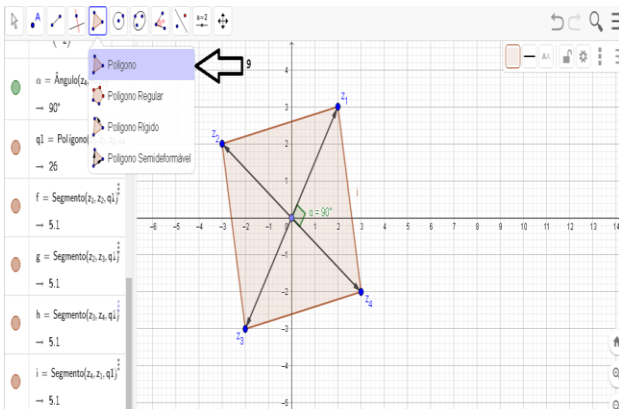 A
a=2
→ 90°
→ 26
f = Segmento(z₁, z₂, q1)
→ 5.1
g = Segmento(z₂, z₃, q1)
→ 5.1
h = Segmento(z₃, z₄, q1)
→ 5.1
i = Segmento(z₄, z₁, q1)
→ 5.1
α = Ângulo(z₄,
q1 = Polígono(
Polígono
Polígono Regular
Polígono Rígido
Polígono Semideformável
9
AA
4
3
2
1
-6 -5 -4 -3 -2 -1 0 1 2 3 4 5 6 7 8 9 10 11 12 13 14
-1
-2
-3
-4
-5
z₁
z₂
z₃
z₄
i
α = 90°